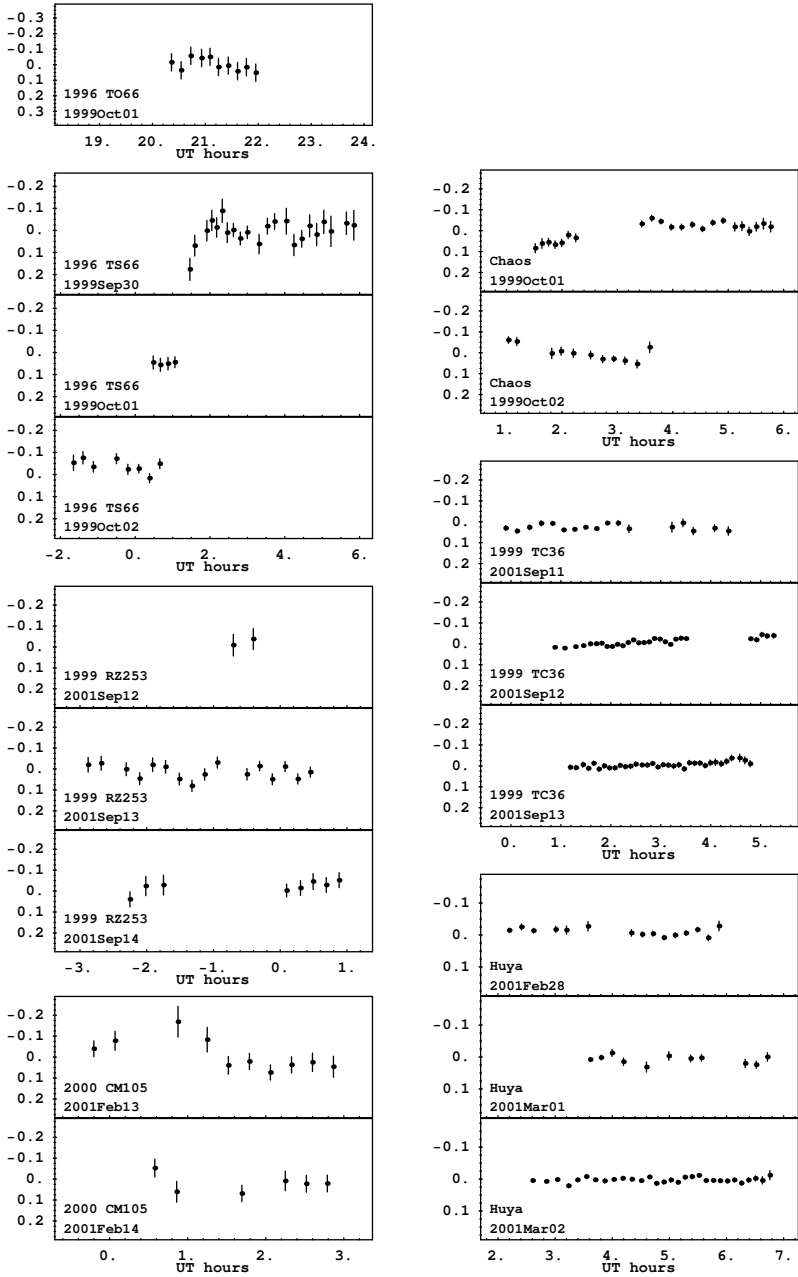 -0.3
-0.2
-0.1
0.
0.1
0.2
0.3
1996 TO66
1999Oct01
19. 20. 21. 22. 23. 24.
UT hours
-0.2
-0.1
0.
0.1
0.2
1996 TS66
1999Sep30
-0.2
-0.1
0.
0.1
0.2
1996 TS66
1999Oct01
-0.2
-0.1
0.
0.1
0.2
1996 TS66
1999Oct02
-2. 0. 2. 4. 6.
UT hours
-0.2
-0.1
0.
0.1
0.2
1999 RZ253
2001Sep12
-0.2
-0.1
0.
0.1
0.2
1999 RZ253
2001Sep13
-0.2
-0.1
0.
0.1
0.2
1999 RZ253
2001Sep14
-3. -2. -1. 0. 1.
UT hours
-0.2
-0.1
0.
0.1
0.2
2000 CM105
2001Feb13
-0.2
-0.1
0.
0.1
0.2
2000 CM105
2001Feb14
0. 1. 2. 3.
UT hours
-0.2
-0.1
0.
0.1
0.2
Chaos
1999Oct01
-0.2
-0.1
0.
0.1
0.2
Chaos
1999Oct02
1. 2. 3. 4. 5. 6.
UT hours
-0.2
-0.1
0.
0.1
0.2
1999 TC36
2001Sep11
-0.2
-0.1
0.
0.1
0.2
1999 TC36
2001Sep12
-0.2
-0.1
0.
0.1
0.2
1999 TC36
2001Sep13
0. 1. 2. 3. 4. 5.
UT hours
-0.1
0.
0.1
Huya
2001Feb28
-0.1
0.
0.1
Huya
2001Mar01
-0.1
0.
0.1
Huya
2001Mar02
2. 3. 4. 5. 6. 7.
UT hours